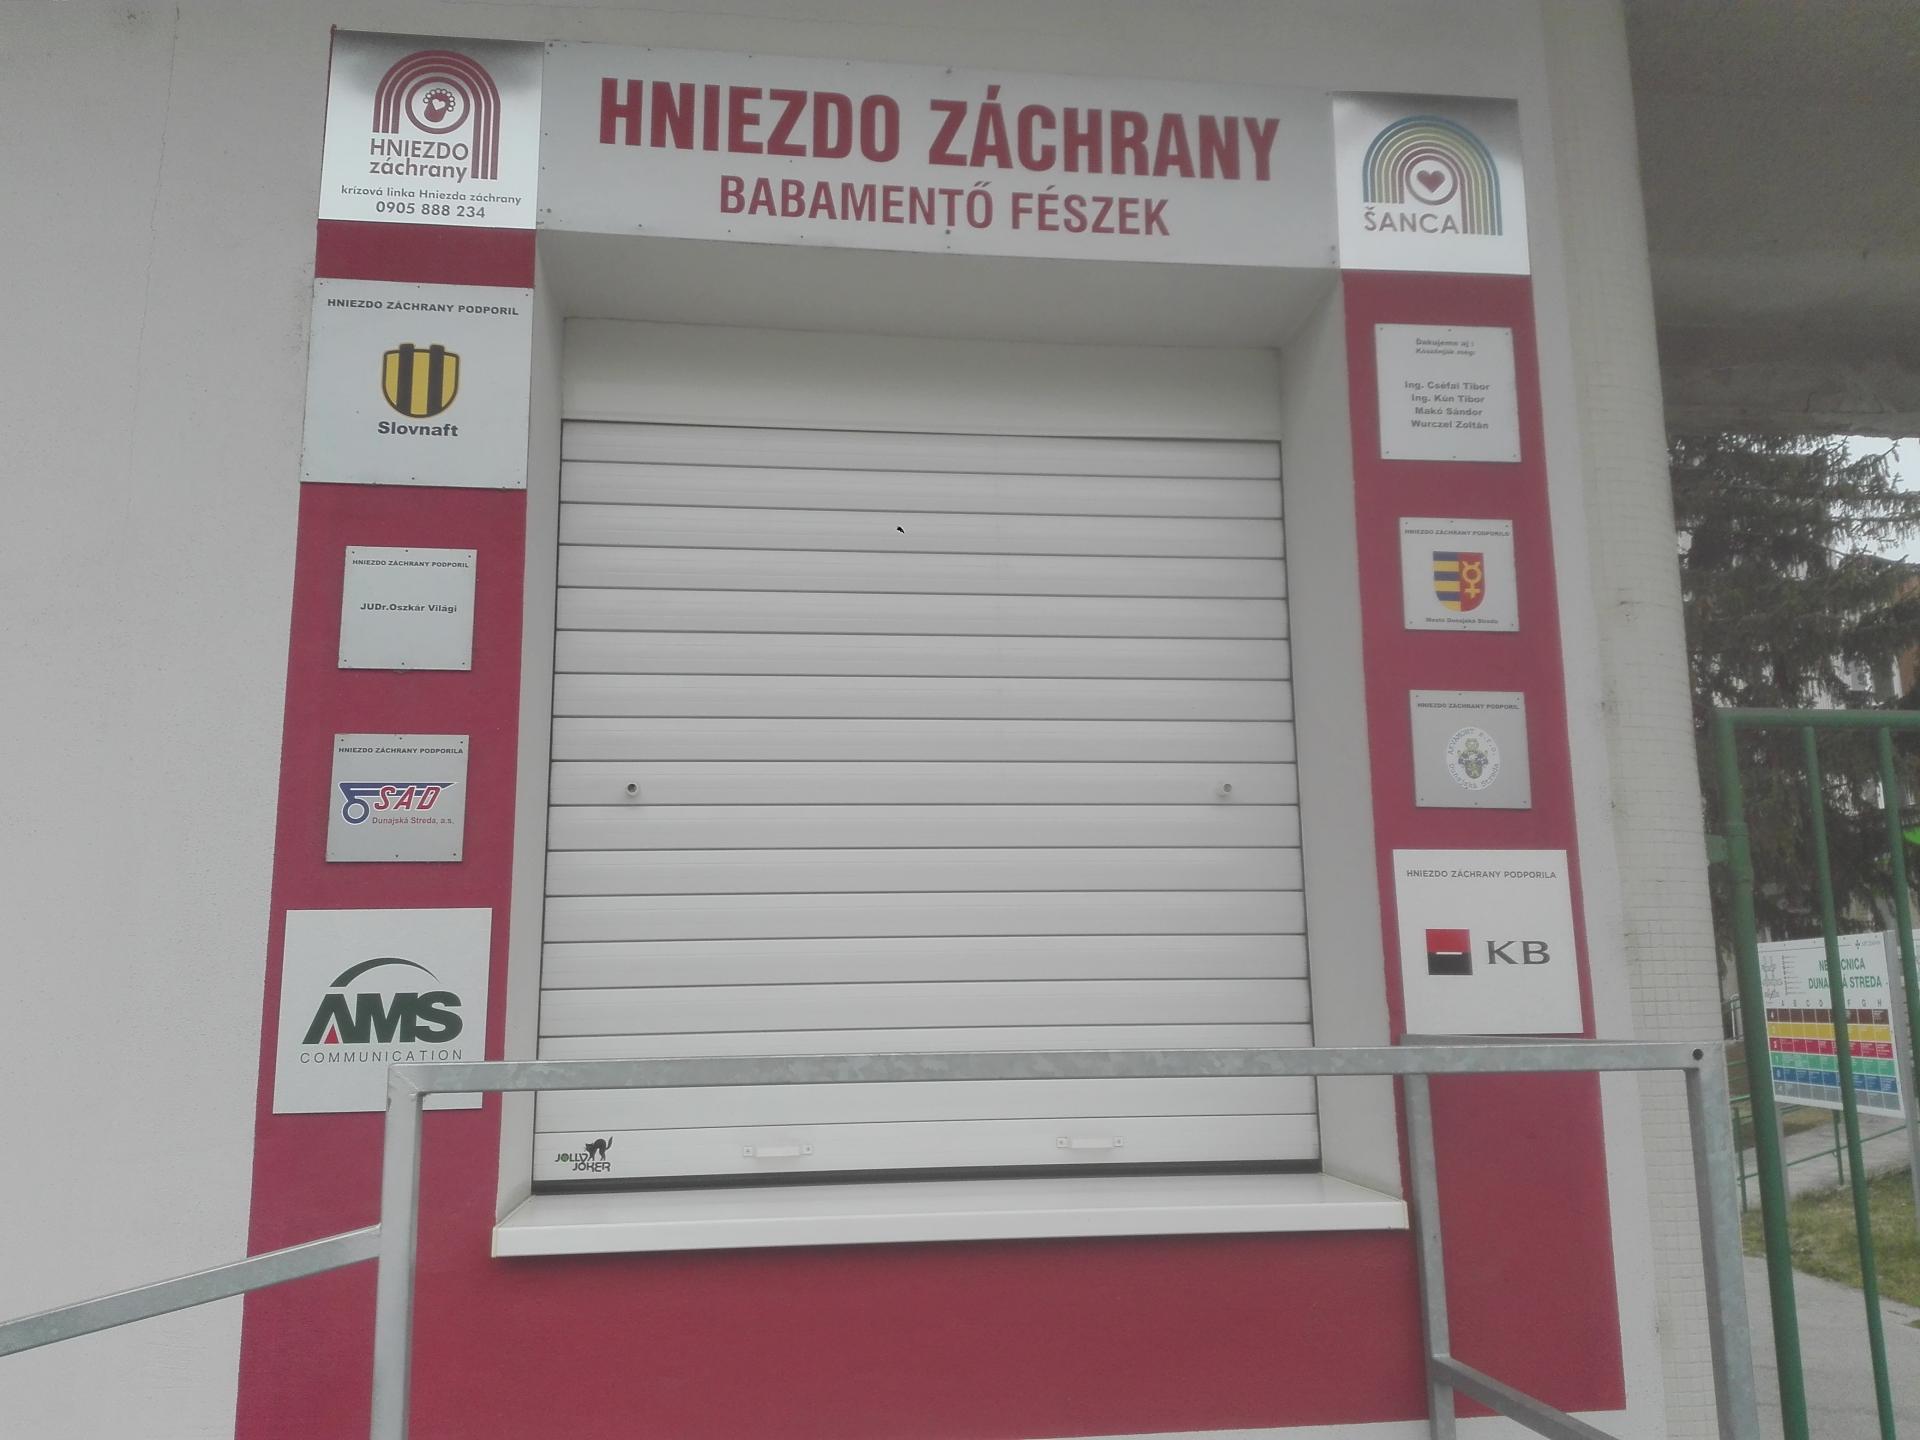 HNIEZDO
záchrany
krízová linka Hniezda záchrany
0905 888 234
HNIEZDO ZÁCHRANY
BABAMENTŐ FÉSZEK
ŠANCA
HNIEZDO ZÁCHRANY PODPORIL
Slovnaft
HNIEZDO ZÁCHRANY PODPORIL
JUDr.Oszkár Világi
HNIEZDO ZÁCHRANY PODPORILA
SAD
Dunajská Streda, a.s.
AMS
COMMUNICATION
JOLLY
JOKER
Ďakujeme aj :
Köszönjük még:
Ing. Cséfai Tibor
Ing. Kún Tibor
Makó Sándor
Wurczel Zoltán
HNIEZDO ZÁCHRANY PODPORILO
Mesto Dunajská Streda
HNIEZDO ZÁCHRANY PODPORIL
s.r.o.
Dunajská Streda
HNIEZDO ZÁCHRANY PODPORILA
KB
STREDA